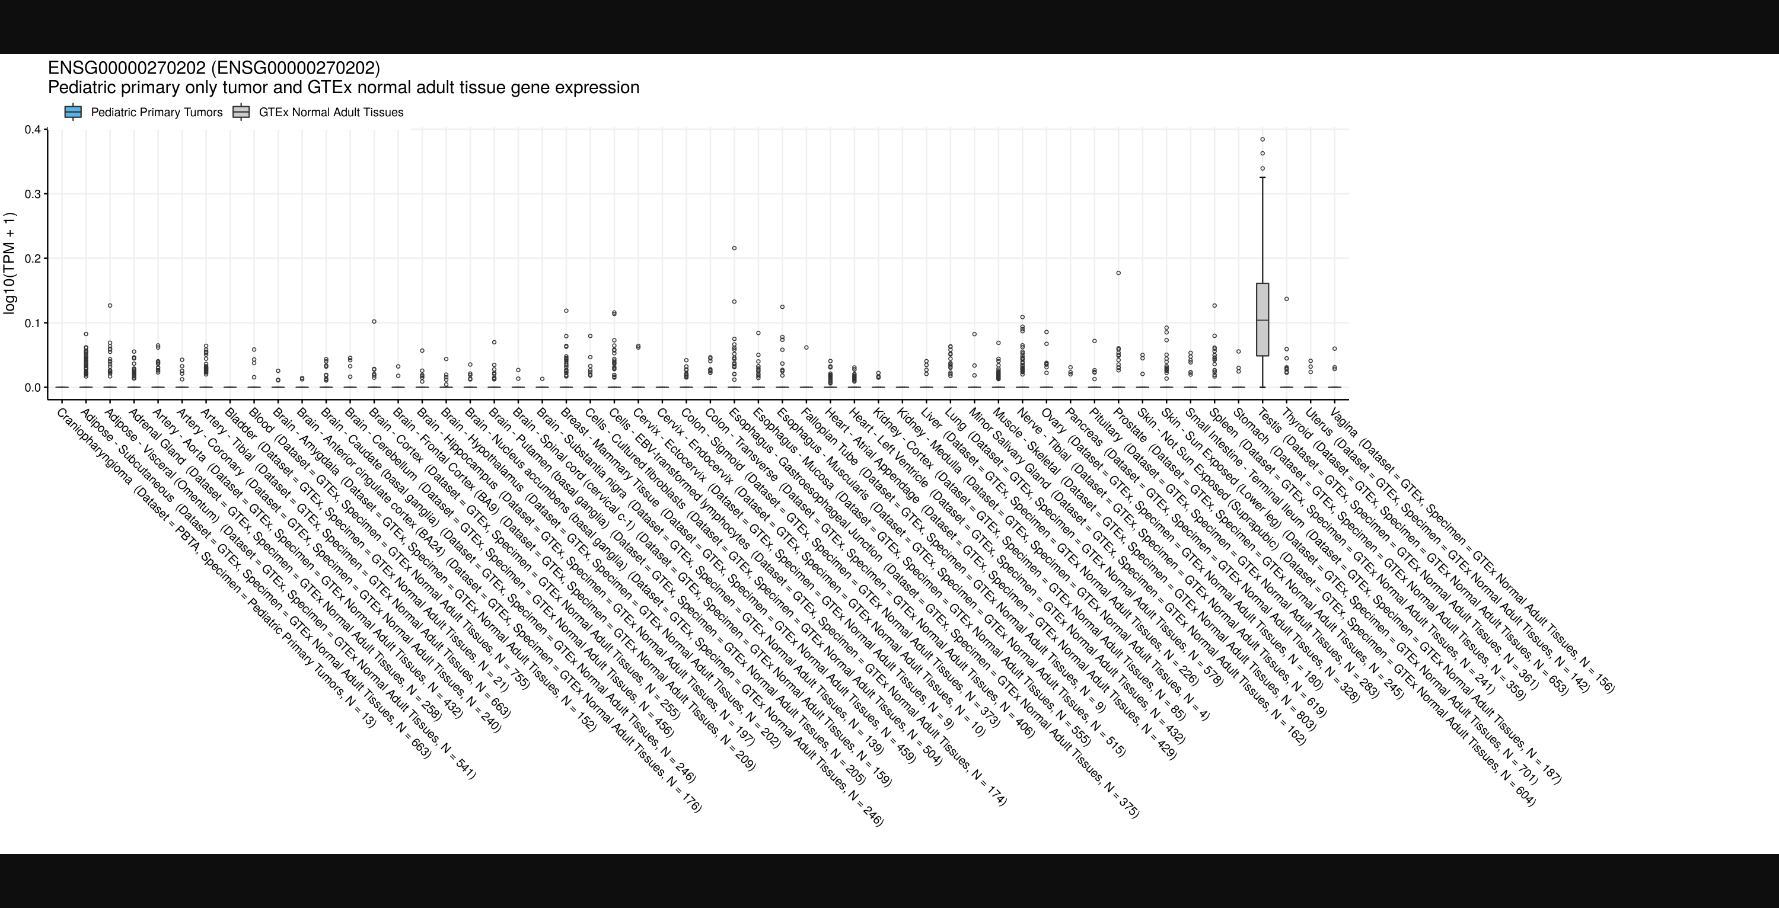 ENSG00000270202 (ENSG00000270202)
Pediatric primary only tumor and GTEx normal adult tissue gene expression
Pediatric Primary Tumors
GTEx Normal Adult Tissues
log10(TPM + 1)
0.4
0.3
0.2
0.1
0.0
Craniopharyngioma (Dataset = PBTA, Specimen = Pediatric Primary Tumors, N = 13)
Adipose - Subcutaneous (Dataset = GTEx, Specimen = GTEx Normal Adult Tissues, N = 663)
Adipose - Visceral (Omentum) (Dataset = GTEx, Specimen = GTEx Normal Adult Tissues, N = 541)
Adrenal Gland (Dataset = GTEx, Specimen = GTEx Normal Adult Tissues, N = 258)
Artery - Aorta (Dataset = GTEx, Specimen = GTEx Normal Adult Tissues, N = 432)
Artery - Coronary (Dataset = GTEx, Specimen = GTEx Normal Adult Tissues, N = 240)
Artery - Tibial (Dataset = GTEx, Specimen = GTEx Normal Adult Tissues, N = 663)
Bladder (Dataset = GTEx, Specimen = GTEx Normal Adult Tissues, N = 21)
Blood (Dataset = GTEx, Specimen = GTEx Normal Adult Tissues, N = 755)
Brain - Amygdala (Dataset = GTEx, Specimen = GTEx Normal Adult Tissues, N = 152)
Brain - Anterior cingulate cortex (BA24) (Dataset = GTEx, Specimen = GTEx Normal Adult Tissues, N = 176)
Brain - Caudate (basal ganglia) (Dataset = GTEx, Specimen = GTEx Normal Adult Tissues, N = 246)
Brain - Cerebellum (Dataset = GTEx, Specimen = GTEx Normal Adult Tissues, N = 456)
Brain - Cortex (Dataset = GTEx, Specimen = GTEx Normal Adult Tissues, N = 255)
Brain - Frontal Cortex (BA9) (Dataset = GTEx, Specimen = GTEx Normal Adult Tissues, N = 209)
Brain - Hippocampus (Dataset = GTEx, Specimen = GTEx Normal Adult Tissues, N = 197)
Brain - Hypothalamus (Dataset = GTEx, Specimen = GTEx Normal Adult Tissues, N = 202)
Brain - Nucleus accumbens (basal ganglia) (Dataset = GTEx, Specimen = GTEx Normal Adult Tissues, N = 246)
Brain - Putamen (basal ganglia) (Dataset = GTEx, Specimen = GTEx Normal Adult Tissues, N = 205)
Brain - Spinal cord (cervical c-1) (Dataset = GTEx, Specimen = GTEx Normal Adult Tissues, N = 159)
Brain - Substantia nigra (Dataset = GTEx, Specimen = GTEx Normal Adult Tissues, N = 139)
Breast - Mammary Tissue (Dataset = GTEx, Specimen = GTEx Normal Adult Tissues, N = 459)
Cells - Cultured fibroblasts (Dataset = GTEx, Specimen = GTEx Normal Adult Tissues, N = 504)
Cells - EBV-transformed lymphocytes (Dataset = GTEx, Specimen = GTEx Normal Adult Tissues, N = 174)
Cervix - Ectocervix (Dataset = GTEx, Specimen = GTEx Normal Adult Tissues, N = 9)
Cervix - Endocervix (Dataset = GTEx, Specimen = GTEx Normal Adult Tissues, N = 10)
Colon - Sigmoid (Dataset = GTEx, Specimen = GTEx Normal Adult Tissues, N = 373)
Colon - Transverse (Dataset = GTEx, Specimen = GTEx Normal Adult Tissues, N = 406)
Esophagus - Gastroesophageal Junction (Dataset = GTEx, Specimen = GTEx Normal Adult Tissues, N = 375)
Esophagus - Mucosa (Dataset = GTEx, Specimen = GTEx Normal Adult Tissues, N = 555)
Esophagus - Muscularis (Dataset = GTEx, Specimen = GTEx Normal Adult Tissues, N = 515)
Fallopian Tube (Dataset = GTEx, Specimen = GTEx Normal Adult Tissues, N = 9)
Heart - Atrial Appendage (Dataset = GTEx, Specimen = GTEx Normal Adult Tissues, N = 429)
Heart - Left Ventricle (Dataset = GTEx, Specimen = GTEx Normal Adult Tissues, N = 432)
Kidney - Cortex (Dataset = GTEx, Specimen = GTEx Normal Adult Tissues, N = 85)
Kidney - Medulla (Dataset = GTEx, Specimen = GTEx Normal Adult Tissues, N = 4)
Liver (Dataset = GTEx, Specimen = GTEx Normal Adult Tissues, N = 226)
Lung (Dataset = GTEx, Specimen = GTEx Normal Adult Tissues, N = 578)
Minor Salivary Gland (Dataset = GTEx, Specimen = GTEx Normal Adult Tissues, N = 162)
Muscle - Skeletal (Dataset = GTEx, Specimen = GTEx Normal Adult Tissues, N = 803)
Nerve - Tibial (Dataset = GTEx, Specimen = GTEx Normal Adult Tissues, N = 619)
Ovary (Dataset = GTEx, Specimen = GTEx Normal Adult Tissues, N = 180)
Pancreas (Dataset = GTEx, Specimen = GTEx Normal Adult Tissues, N = 328)
Pituitary (Dataset = GTEx, Specimen = GTEx Normal Adult Tissues, N = 283)
Prostate (Dataset = GTEx, Specimen = GTEx Normal Adult Tissues, N = 245)
Skin - Not Sun Exposed (Suprapubic) (Dataset = GTEx, Specimen = GTEx Normal Adult Tissues, N = 604)
Skin - Sun Exposed (Lower leg) (Dataset = GTEx, Specimen = GTEx Normal Adult Tissues, N = 701)
Small Intestine - Terminal Ileum (Dataset = GTEx, Specimen = GTEx Normal Adult Tissues, N = 187)
Spleen (Dataset = GTEx, Specimen = GTEx Normal Adult Tissues, N = 241)
Stomach (Dataset = GTEx, Specimen = GTEx Normal Adult Tissues, N = 359)
Testis (Dataset = GTEx, Specimen = GTEx Normal Adult Tissues, N = 361)
Thyroid (Dataset = GTEx, Specimen = GTEx Normal Adult Tissues, N = 653)
Uterus (Dataset = GTEx, Specimen = GTEx Normal Adult Tissues, N = 142)
Vagina (Dataset = GTEx, Specimen = GTEx Normal Adult Tissues, N = 156)